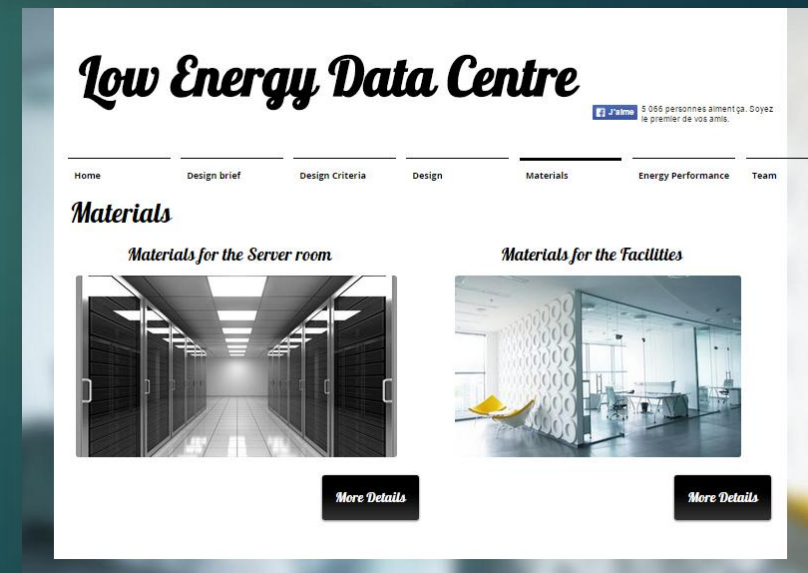 Low Energy Data Centre
J'aime 5 066 personnes aiment ça. Soyez
le premier de vos amis.
Home Design brief Design Criteria Design Materials Energy Performance Team
Materials
Materials for the Server room Materials for the Facilities
More Details More Details